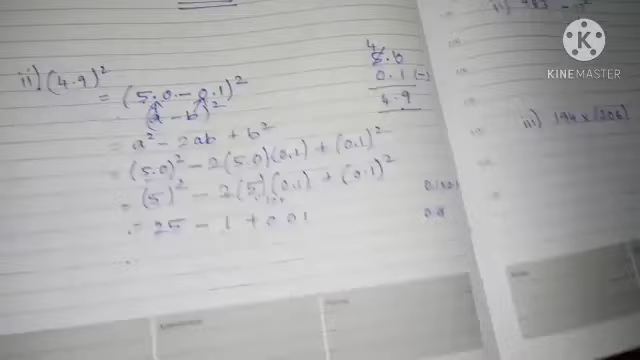 ii) (4.9)²
= (5.0 - 0.1)²
(a - b)²
= a² - 2ab + b²
= (5.0)² - 2(5.0)(0.1) + (0.1)²
= (5)² - 2(5)(0.1) + (0.1)²
= 25 - 1 + 0.01
4
5.0
0.1 (-)
4.9
KINEMASTER
iii) 194 × 206